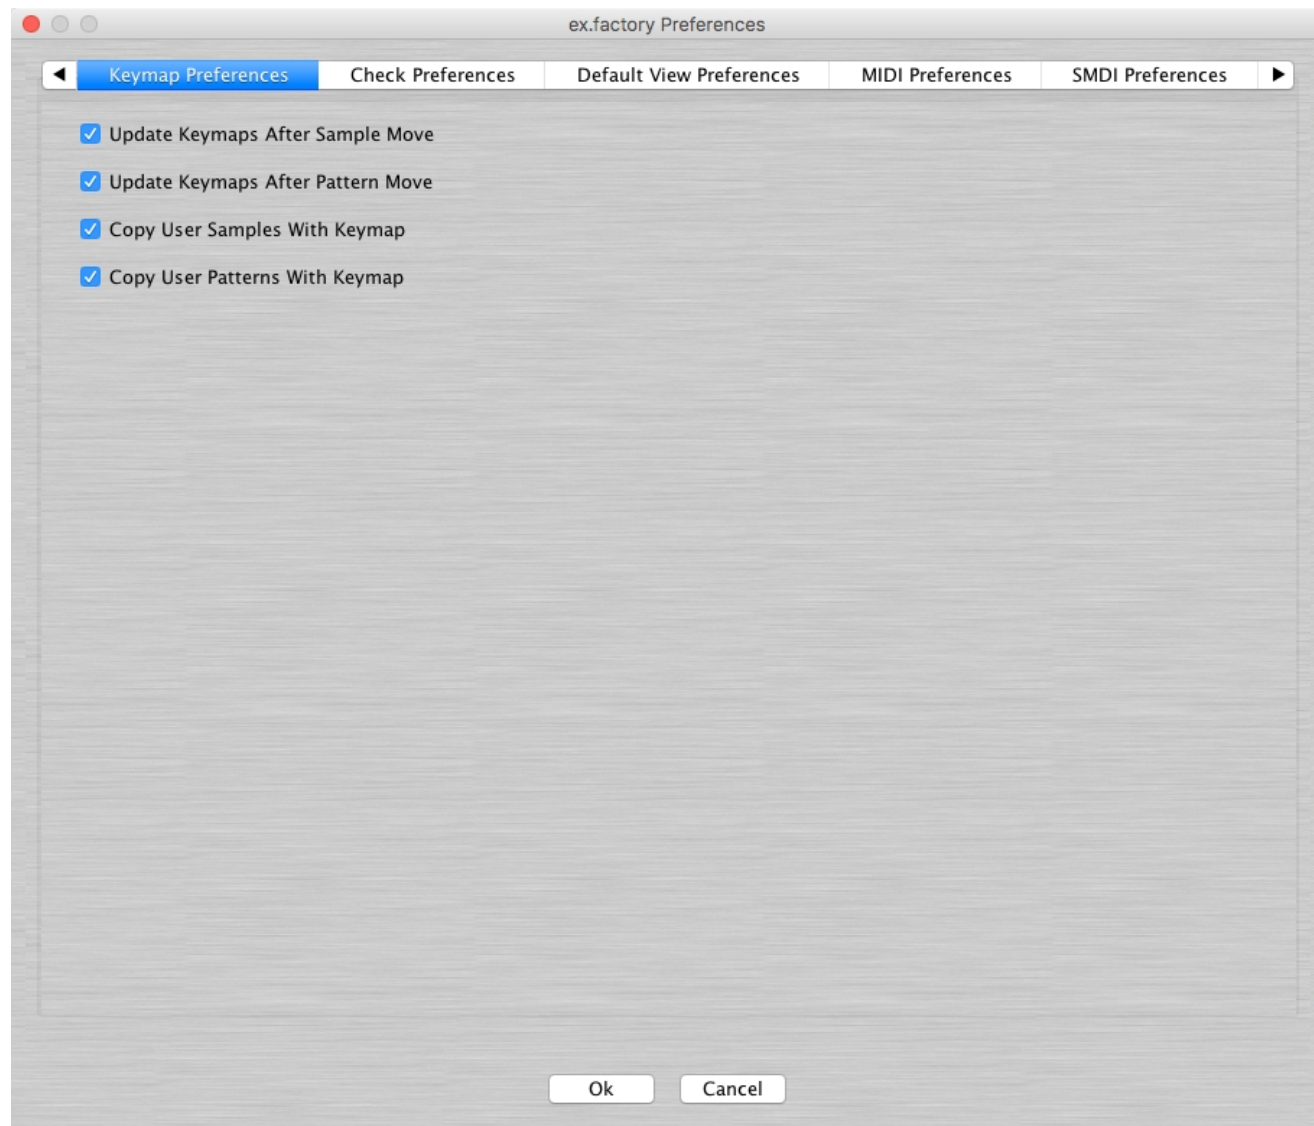 ex.factory Preferences
Keymap Preferences Check Preferences Default View Preferences MIDI Preferences SMDI Preferences
Update Keymaps After Sample Move
Update Keymaps After Pattern Move
Copy User Samples With Keymap
Copy User Patterns With Keymap
Ok Cancel